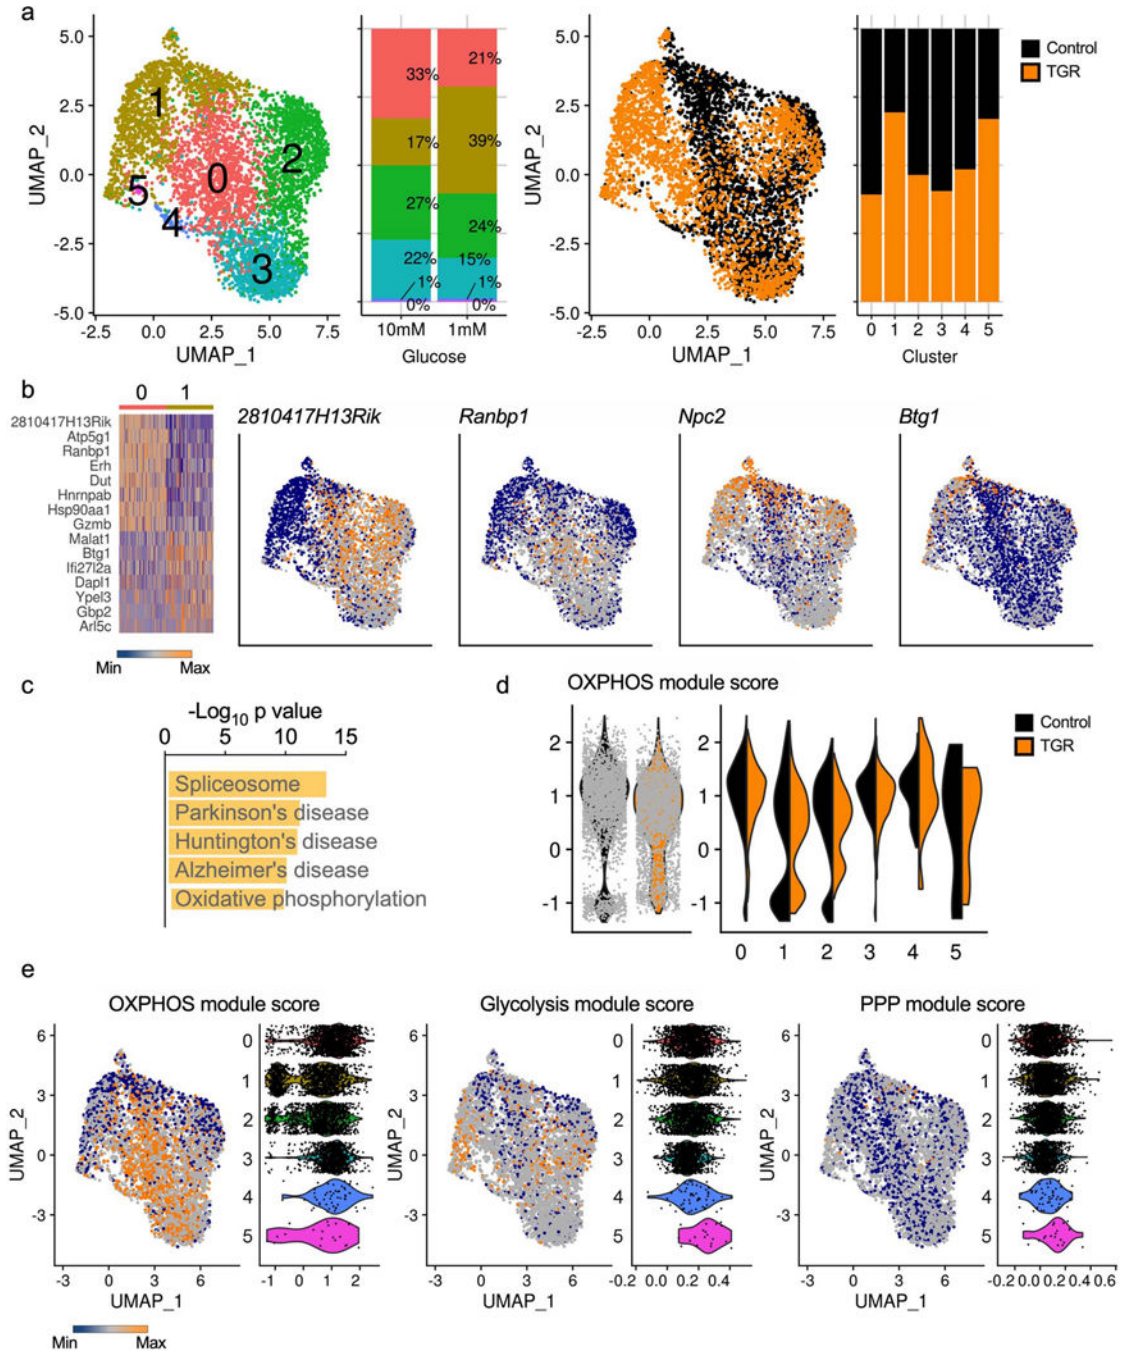 a
5.0
2.5
0.0
-2.5
-5.0
UMAP_2
1
2
0
5
4
3
-2.5 0.0 2.5 5.0 7.5
UMAP_1
33%
17%
27%
22%
1%
0%
21%
39%
24%
15%
1%
0%
10mM 1mM
Glucose
5.0
2.5
0.0
-2.5
-5.0
UMAP_2
-2.5 0.0 2.5 5.0 7.5
UMAP_1
0 1 2 3 4 5
Cluster
Control
TGR
b
0 1
2810417H13Rik
Atp5g1
Ranbp1
Erh
Dut
Hnrnpab
Hsp90aa1
Gzmb
Malat1
Btg1
Ifi27l2a
Dapl1
Ypel3
Gbp2
Arl5c
Min Max
2810417H13Rik
Ranbp1
Npc2
Btg1
c
-Log10 p value
0 5 10 15
Spliceosome
Parkinson's disease
Huntington's disease
Alzheimer's disease
Oxidative phosphorylation
d
OXPHOS module score
2
1
0
-1
2
1
0
-1
0 1 2 3 4 5
Control
TGR
e
OXPHOS module score
6
3
0
-3
UMAP_2
-3 0 3 6
UMAP_1
0
1
2
3
4
5
-1 0 1 2
Glycolysis module score
UMAP_2
-3 0 3 6
UMAP_1
0
1
2
3
4
5
-0.2 0.0 0.2 0.4
PPP module score
6
3
0
-3
UMAP_2
-3 0 3 6
UMAP_1
0
1
2
3
4
5
-0.2 0.0 0.2 0.4 0.6
Min Max